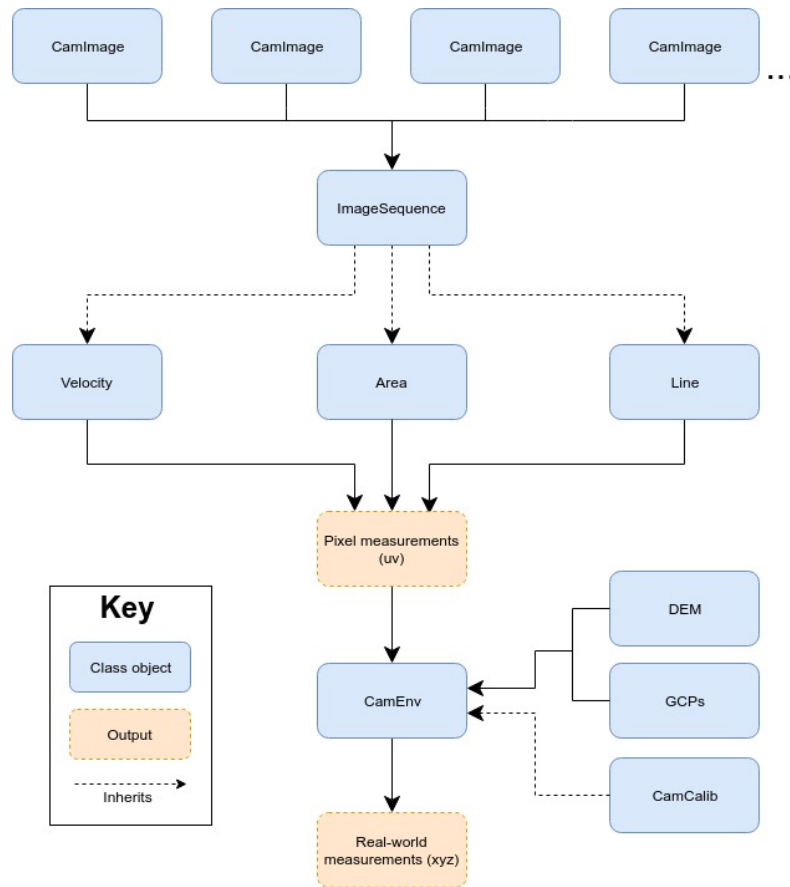 CamImage
CamImage
CamImage
CamImage
...
ImageSequence
Velocity
Area
Line
Pixel measurements
(uv)
Key
Class object
Output
Inherits
DEM
GCPs
CamEnv
CamCalib
Real-world
measurements (xyz)